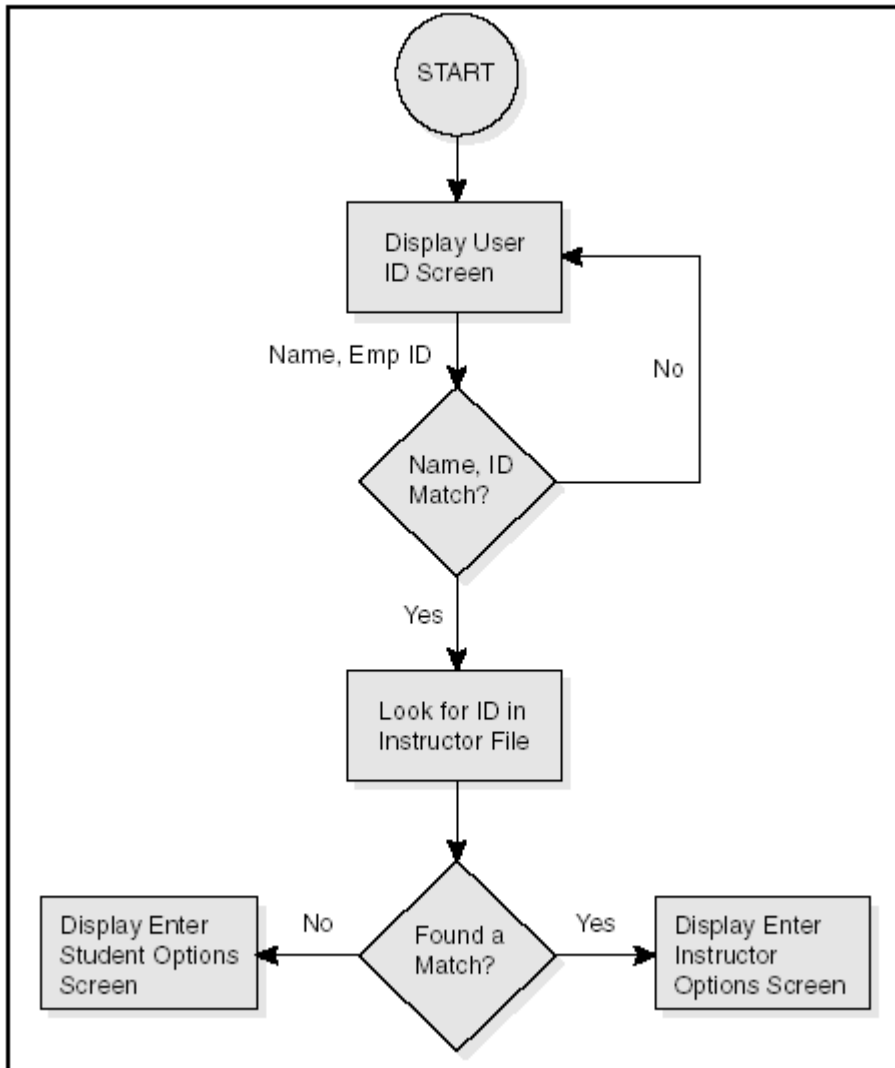 START
Display User
ID Screen
Name, Emp ID
No
Name, ID
Match?
Yes
Look for ID in
Instructor File
Display Enter
Student Options
Screen
No
Found a
Match?
Yes
Display Enter
Instructor
Options Screen